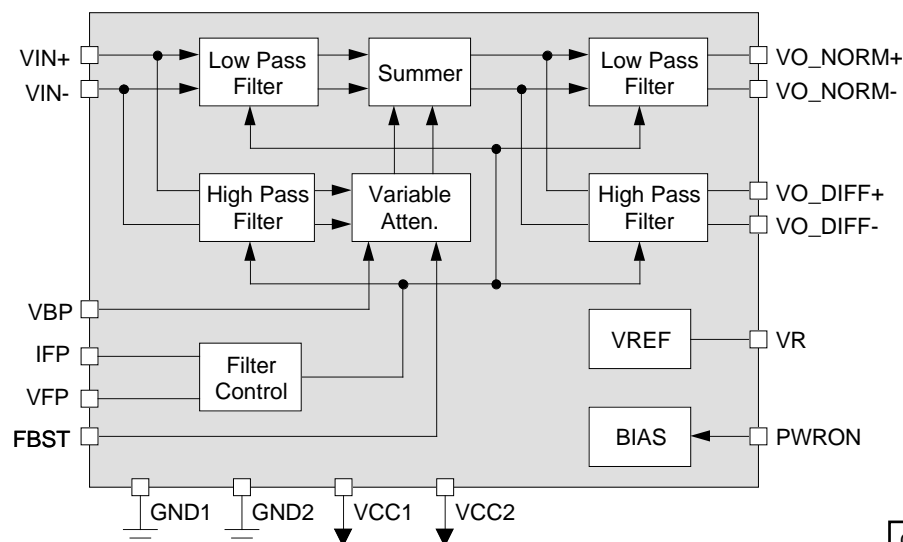 VIN+
VIN-
Low Pass
Filter
Summer
Low Pass
Filter
VO_NORM+
VO_NORM-
High Pass
Filter
Variable
Atten.
High Pass
Filter
VO_DIFF+
VO_DIFF-
VBP
IFP
VFP
FBST
Filter
Control
VREF
VR
BIAS
PWRON
GND1
GND2
VCC1
VCC2